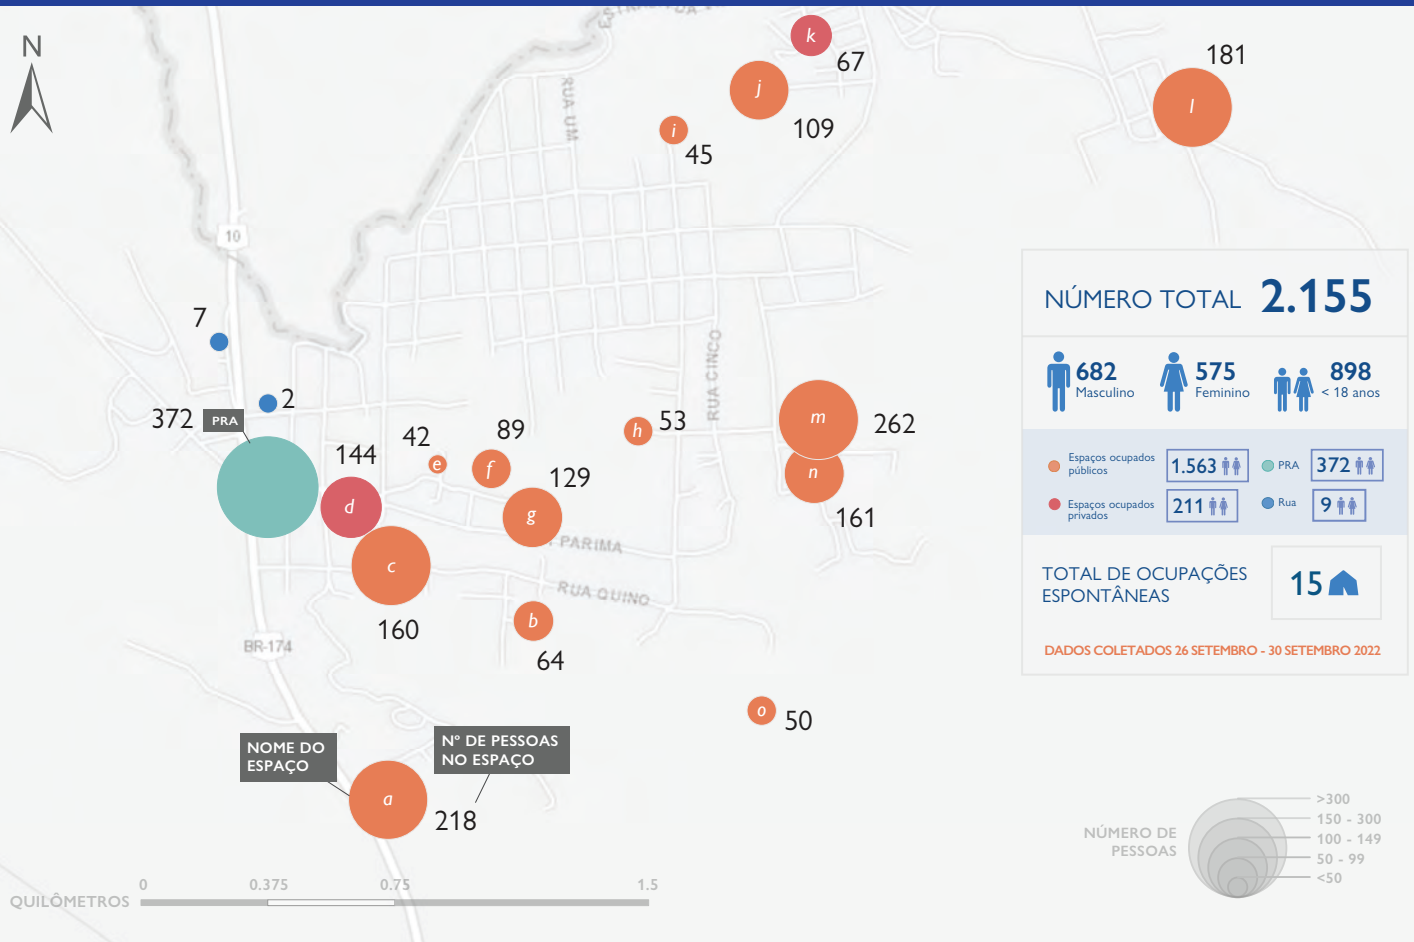 N
ESTRADA
RUA UM
10
RUA CINCO
PARIMA
RUA QUINO
BR-174
k
67
j
109
i
45
l
181
7
2
372
PRA
144
d
42
e
89
f
129
g
h
53
m
262
n
161
c
160
b
64
o
50
NOME DO
ESPAÇO
Nº DE PESSOAS
NO ESPAÇO
a
218
NÚMERO TOTAL 2.155
682
Masculino
575
Feminino
898
< 18 anos
Espaços ocupados
públicos
1.563
PRA
372
Espaços ocupados
privados
211
Rua
9
TOTAL DE OCUPAÇÕES
ESPONTÂNEAS
15
DADOS COLETADOS 26 SETEMBRO - 30 SETEMBRO 2022
NÚMERO DE
PESSOAS
>300
150 - 300
100 - 149
50 - 99
<50
0 0.375 0.75 1.5
QUILÔMETROS